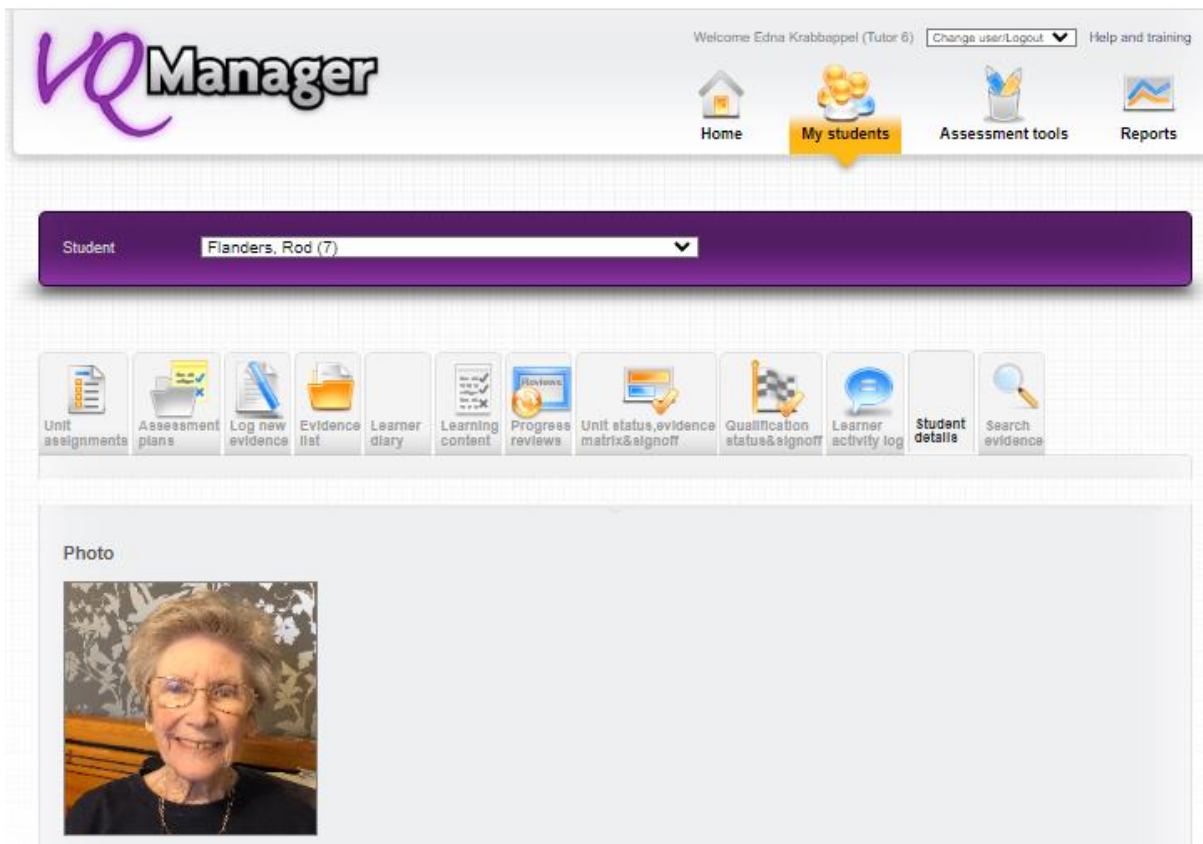 VQManager
Welcome Edna Krabbappel (Tutor 6) Change user/Logout Help and training
Home My students Assessment tools Reports
Student Flanders, Rod (7)
Unit assignments
Assessment plans
Log new evidence
Evidence list
Learner diary
Learning content
Reviews
Progress reviews
Unit status,evidence matrix&signoff
Qualification status&signoff
Learner activity log
Student details
Search evidence
Photo